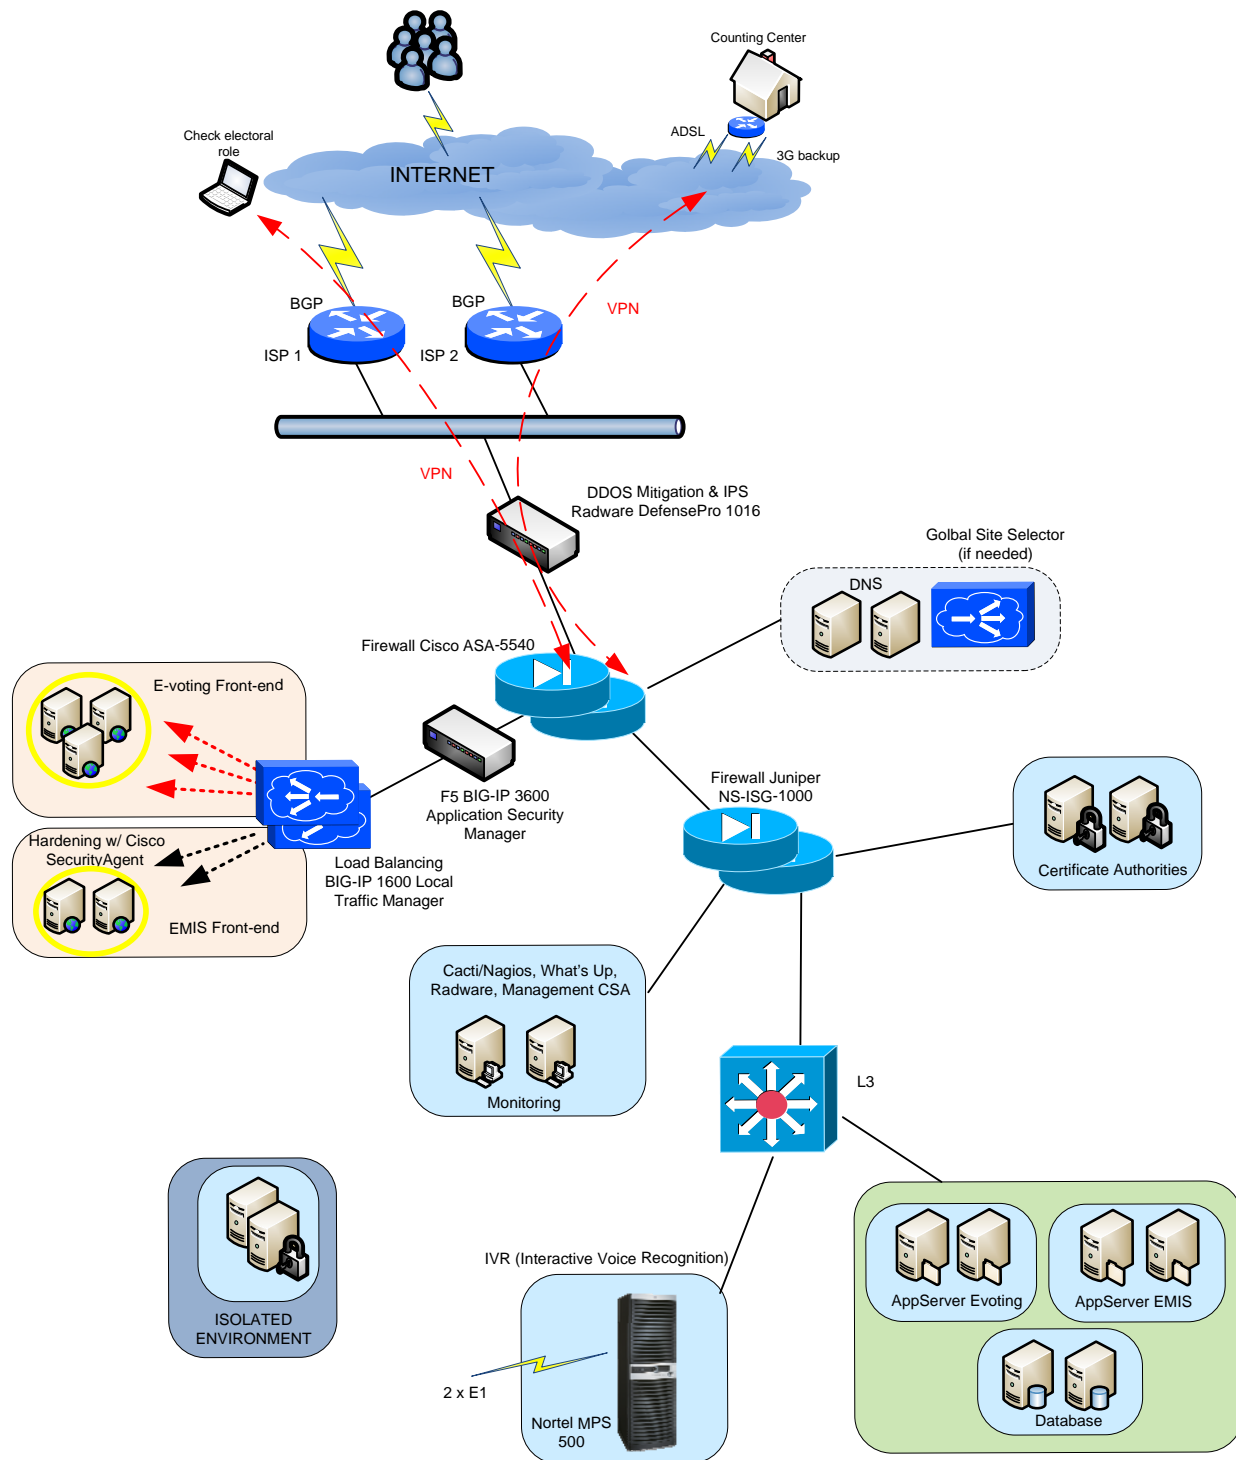 Counting Center
Check electoral
role
ADSL
3G backup
INTERNET
BGP
BGP
VPN
ISP 1
ISP 2
VPN
DDOS Mitigation & IPS
Radware DefensePro 1016
Golbal Site Selector
(if needed)
DNS
Firewall Cisco ASA-5540
E-voting Front-end
Firewall Juniper
NS-ISG-1000
F5 BIG-IP 3600
Application Security
Manager
Hardening w/ Cisco
SecurityAgent
Load Balancing
BIG-IP 1600 Local
Traffic Manager
Certificate Authorities
EMIS Front-end
Cacti/Nagios, What's Up,
Radware, Management CSA
Monitoring
L3
IVR (Interactive Voice Recognition)
AppServer Evoting
AppServer EMIS
ISOLATED
ENVIRONMENT
2 x E1
Nortel MPS
500
Database